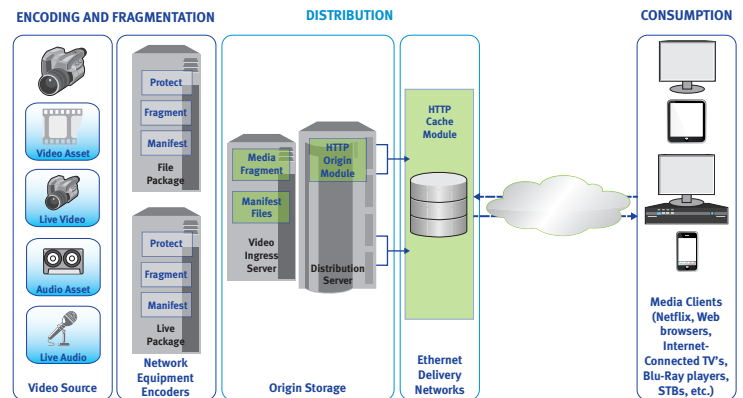 ENCODING AND FRAGMENTATION
DISTRIBUTION
CONSUMPTION
Video Asset
Live Video
Audio Asset
Live Audio
Video Source
Protect
Fragment
Manifest
File
Package
Protect
Fragment
Manifest
Live
Package
Network
Equipment
Encoders
Media
Fragment
Manifest
Files
Video
Ingress
Server
HTTP
Origin
Module
Distribution
Server
Origin Storage
HTTP
Cache
Module
Ethernet
Delivery
Networks
Media Clients
(Netflix, Web
browsers,
Internet-
Connected TV's,
Blu-Ray players,
STBs, etc.)